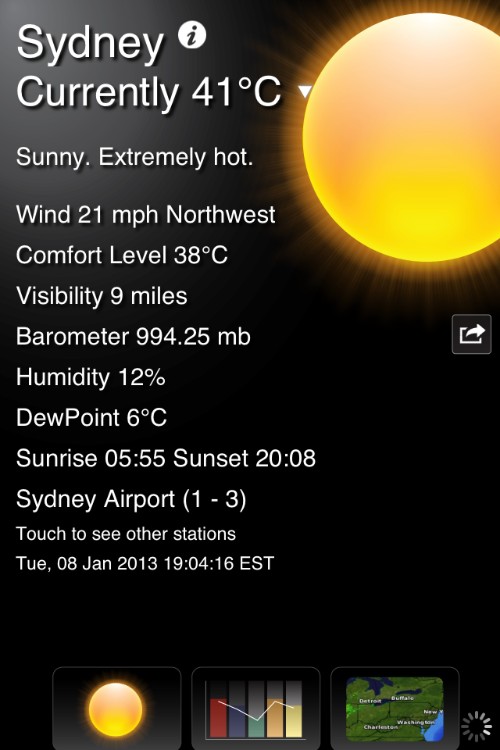 Sydney i
Currently 41°C
Sunny. Extremely hot.
Wind 21 mph Northwest
Comfort Level 38°C
Visibility 9 miles
Barometer 994.25 mb
Humidity 12%
DewPoint 6°C
Sunrise 05:55 Sunset 20:08
Sydney Airport (1 - 3)
Touch to see other stations
Tue, 08 Jan 2013 19:04:16 EST
Detroit Buffalo
New
Washington
Charleston